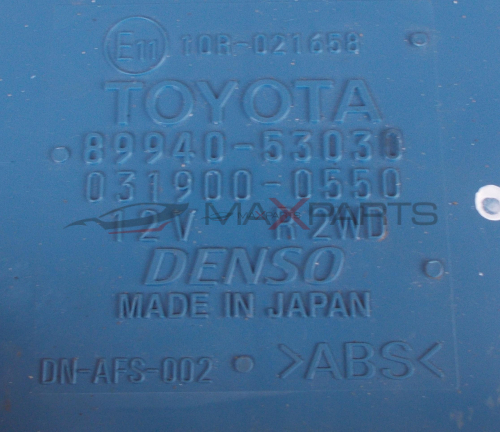 E11 10R-021658
TOYOTA
89940-53030
031900-0550
MAXPARTS
12V R 2WD
DENSO
MADE IN JAPAN
DN-AFS-002 >ABS<